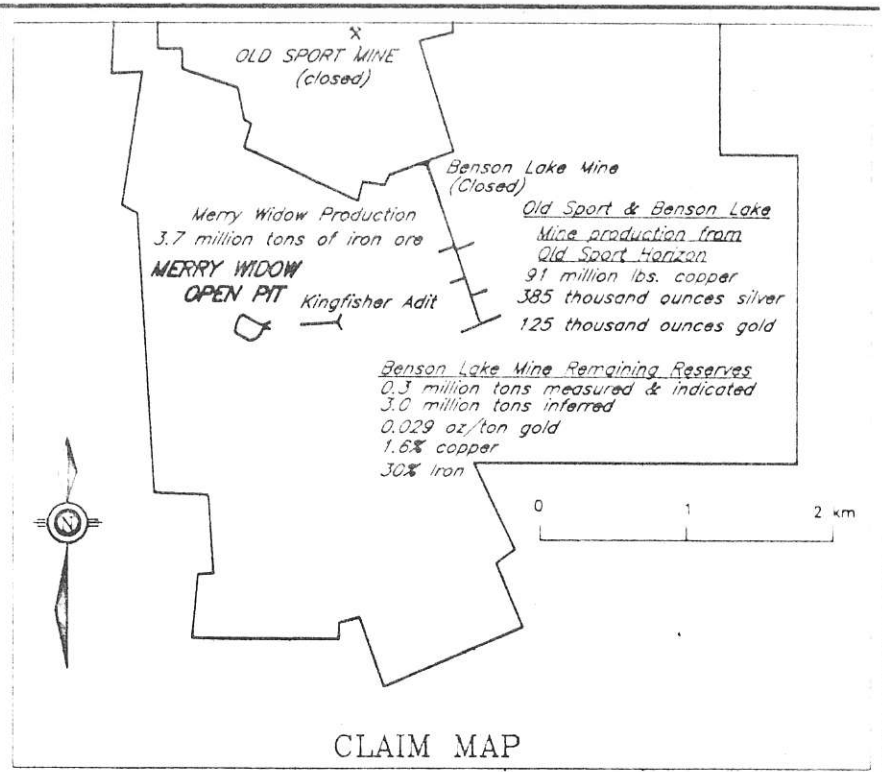 OLD SPORT MINE
(closed)
Benson Lake Mine
(Closed)
Merry Widow Production
3.7 million tons of iron ore
MERRY WIDOW
OPEN PIT
Kingfisher Adit
Old Sport & Benson Lake
Mine production from
Old Sport Horizon
91 million lbs. copper
385 thousand ounces silver
125 thousand ounces gold
Benson Lake Mine Remaining Reserves
0.3 million tons measured & indicated
3.0 million tons inferred
0.029 oz/ton gold
1.6% copper
30% Iron
N
0 1 2 km
CLAIM MAP